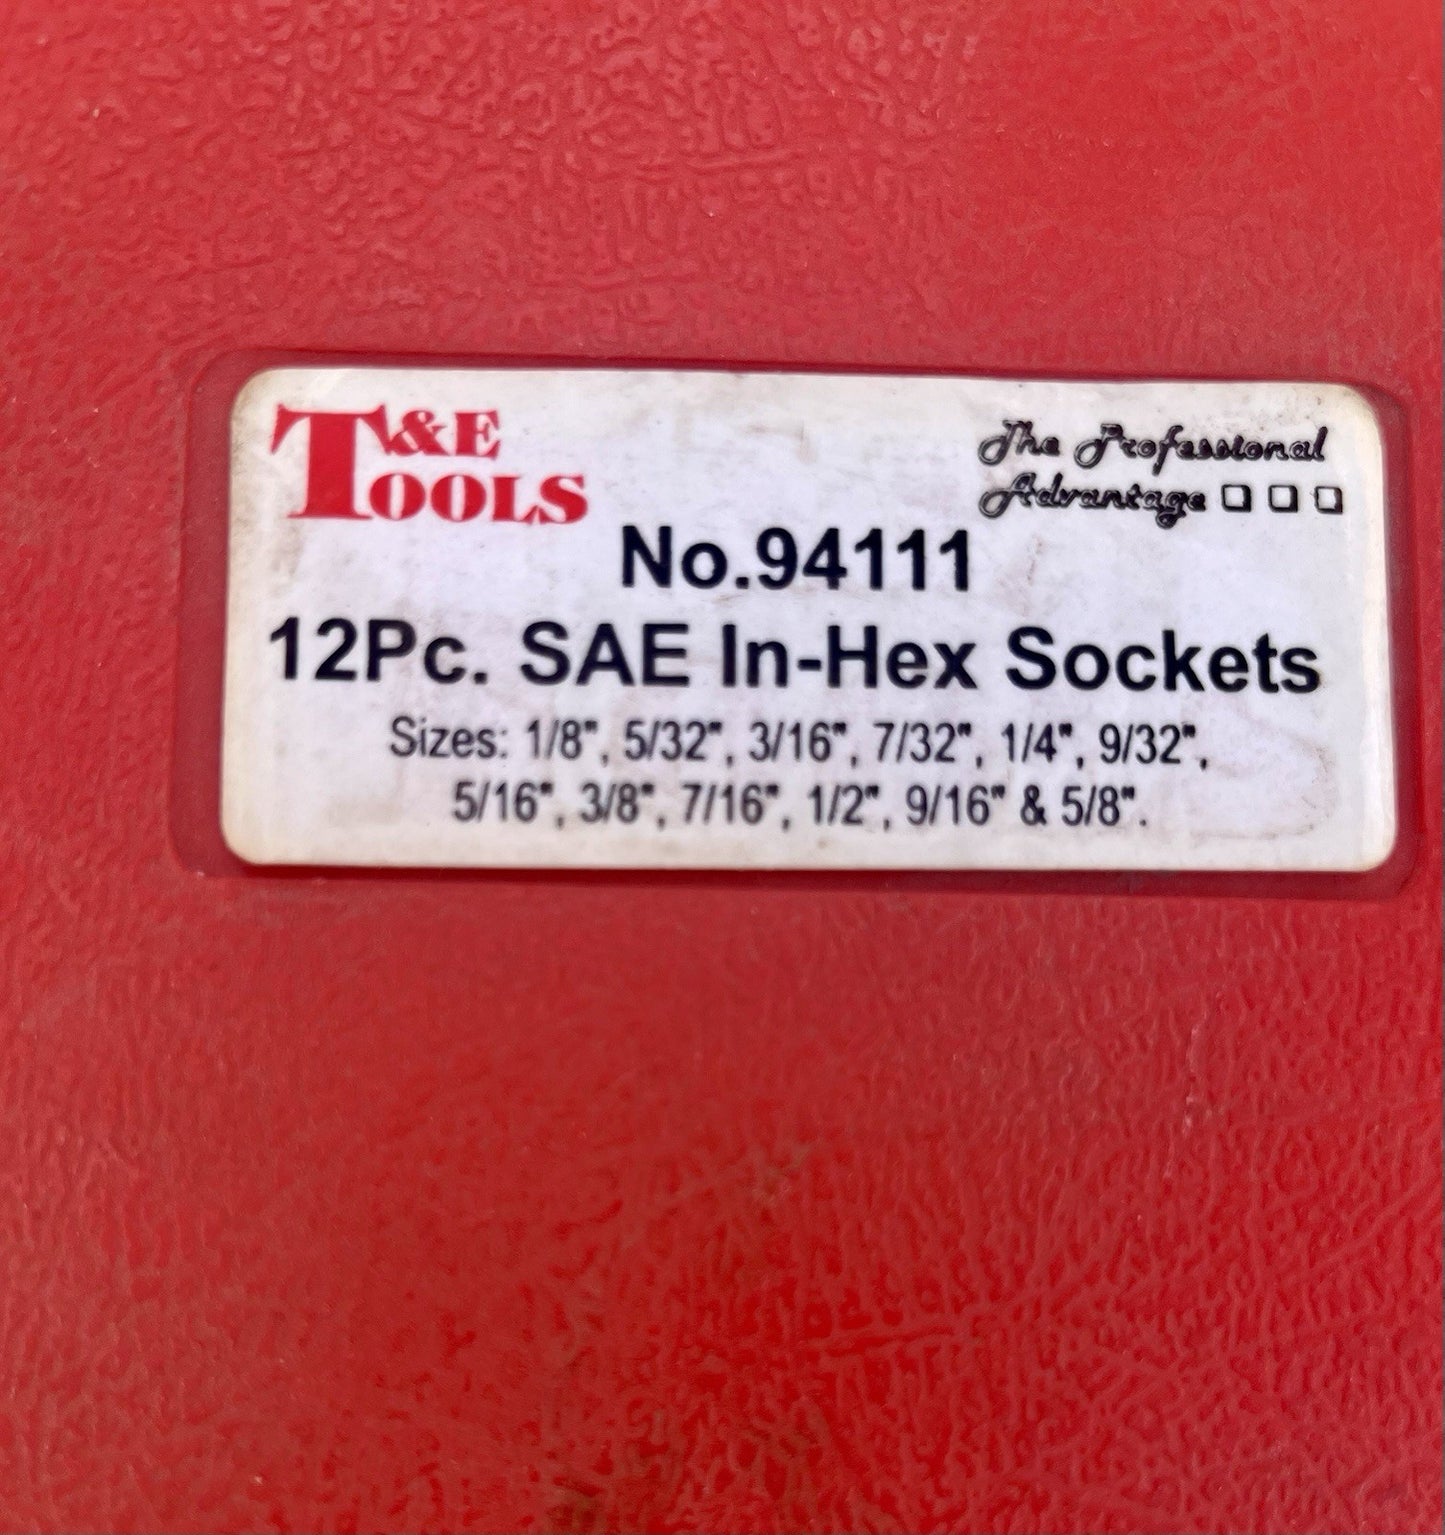 T&E
TOOLS
The Professional
Advantage □ □ □
No.94111
12Pc. SAE In-Hex Sockets
Sizes: 1/8", 5/32", 3/16", 7/32", 1/4", 9/32",
5/16", 3/8", 7/16", 1/2", 9/16" & 5/8".